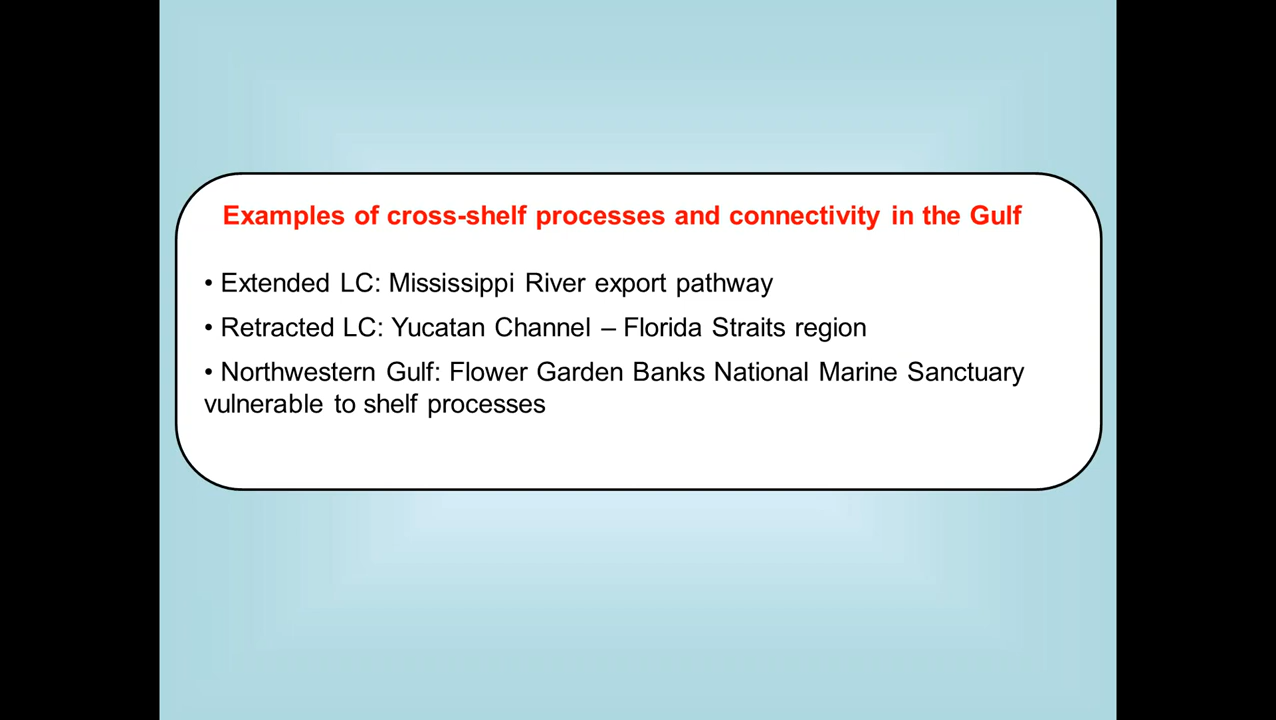 Examples of cross-shelf processes and connectivity in the Gulf
• Extended LC: Mississippi River export pathway
• Retracted LC: Yucatan Channel – Florida Straits region
• Northwestern Gulf: Flower Garden Banks National Marine Sanctuary
vulnerable to shelf processes